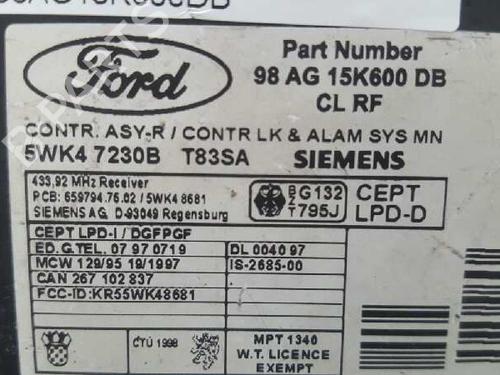 Ford
Part Number
98 AG 15K600 DB
CL RF
CONTR. ASY-R / CONTR LK & ALAM SYS MN
5WK4 7230B T83SA SIEMENS
433,92 MHz Receiver
PCB: 659794.76.02 / 5WK4 8681
SIEMENS AG, D-93049 Regensburg
BZT
G132
795J
CEPT
LPD-D
CEPT LPD-I / DGFPGF
ED.G.TEL. 07 97 0719
DL 004097
MCW 129/95 19/1997
IS-2685-00
CAN 267 102 837
FCC-ID:KR55WK48681
ČTÚ 1998
MPT 1340
W.T. LICENCE
EXEMPT